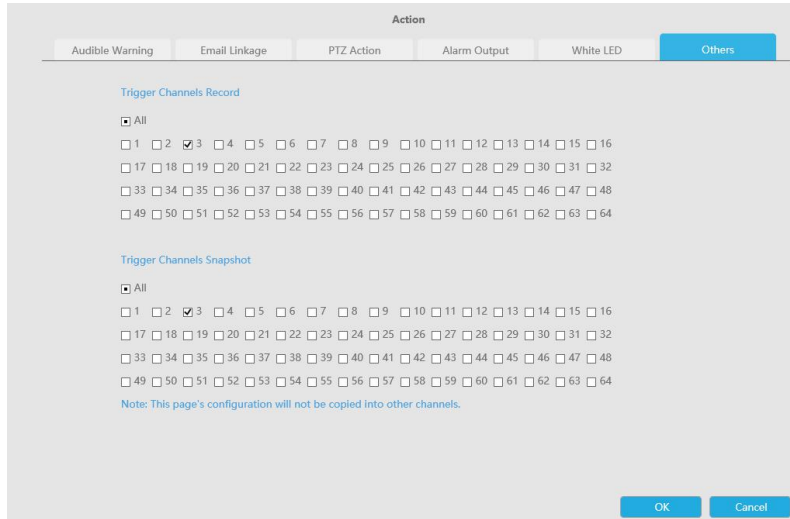 Action
Audible Warning Email Linkage PTZ Action Alarm Output White LED Others
Trigger Channels Record
All
1 2 3 4 5 6 7 8 9 10 11 12 13 14 15 16
17 18 19 20 21 22 23 24 25 26 27 28 29 30 31 32
33 34 35 36 37 38 39 40 41 42 43 44 45 46 47 48
49 50 51 52 53 54 55 56 57 58 59 60 61 62 63 64
Trigger Channels Snapshot
All
1 2 3 4 5 6 7 8 9 10 11 12 13 14 15 16
17 18 19 20 21 22 23 24 25 26 27 28 29 30 31 32
33 34 35 36 37 38 39 40 41 42 43 44 45 46 47 48
49 50 51 52 53 54 55 56 57 58 59 60 61 62 63 64
Note: This page's configuration will not be copied into other channels.
OK Cancel